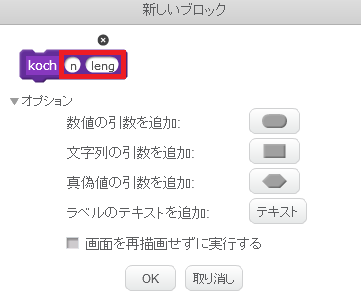 新しいブロック
koch n leng
オプション
数値の引数を追加:
文字列の引数を追加:
真偽値の引数を追加:
ラベルのテキストを追加: テキスト
画面を再描画せずに実行する
OK 取り消し